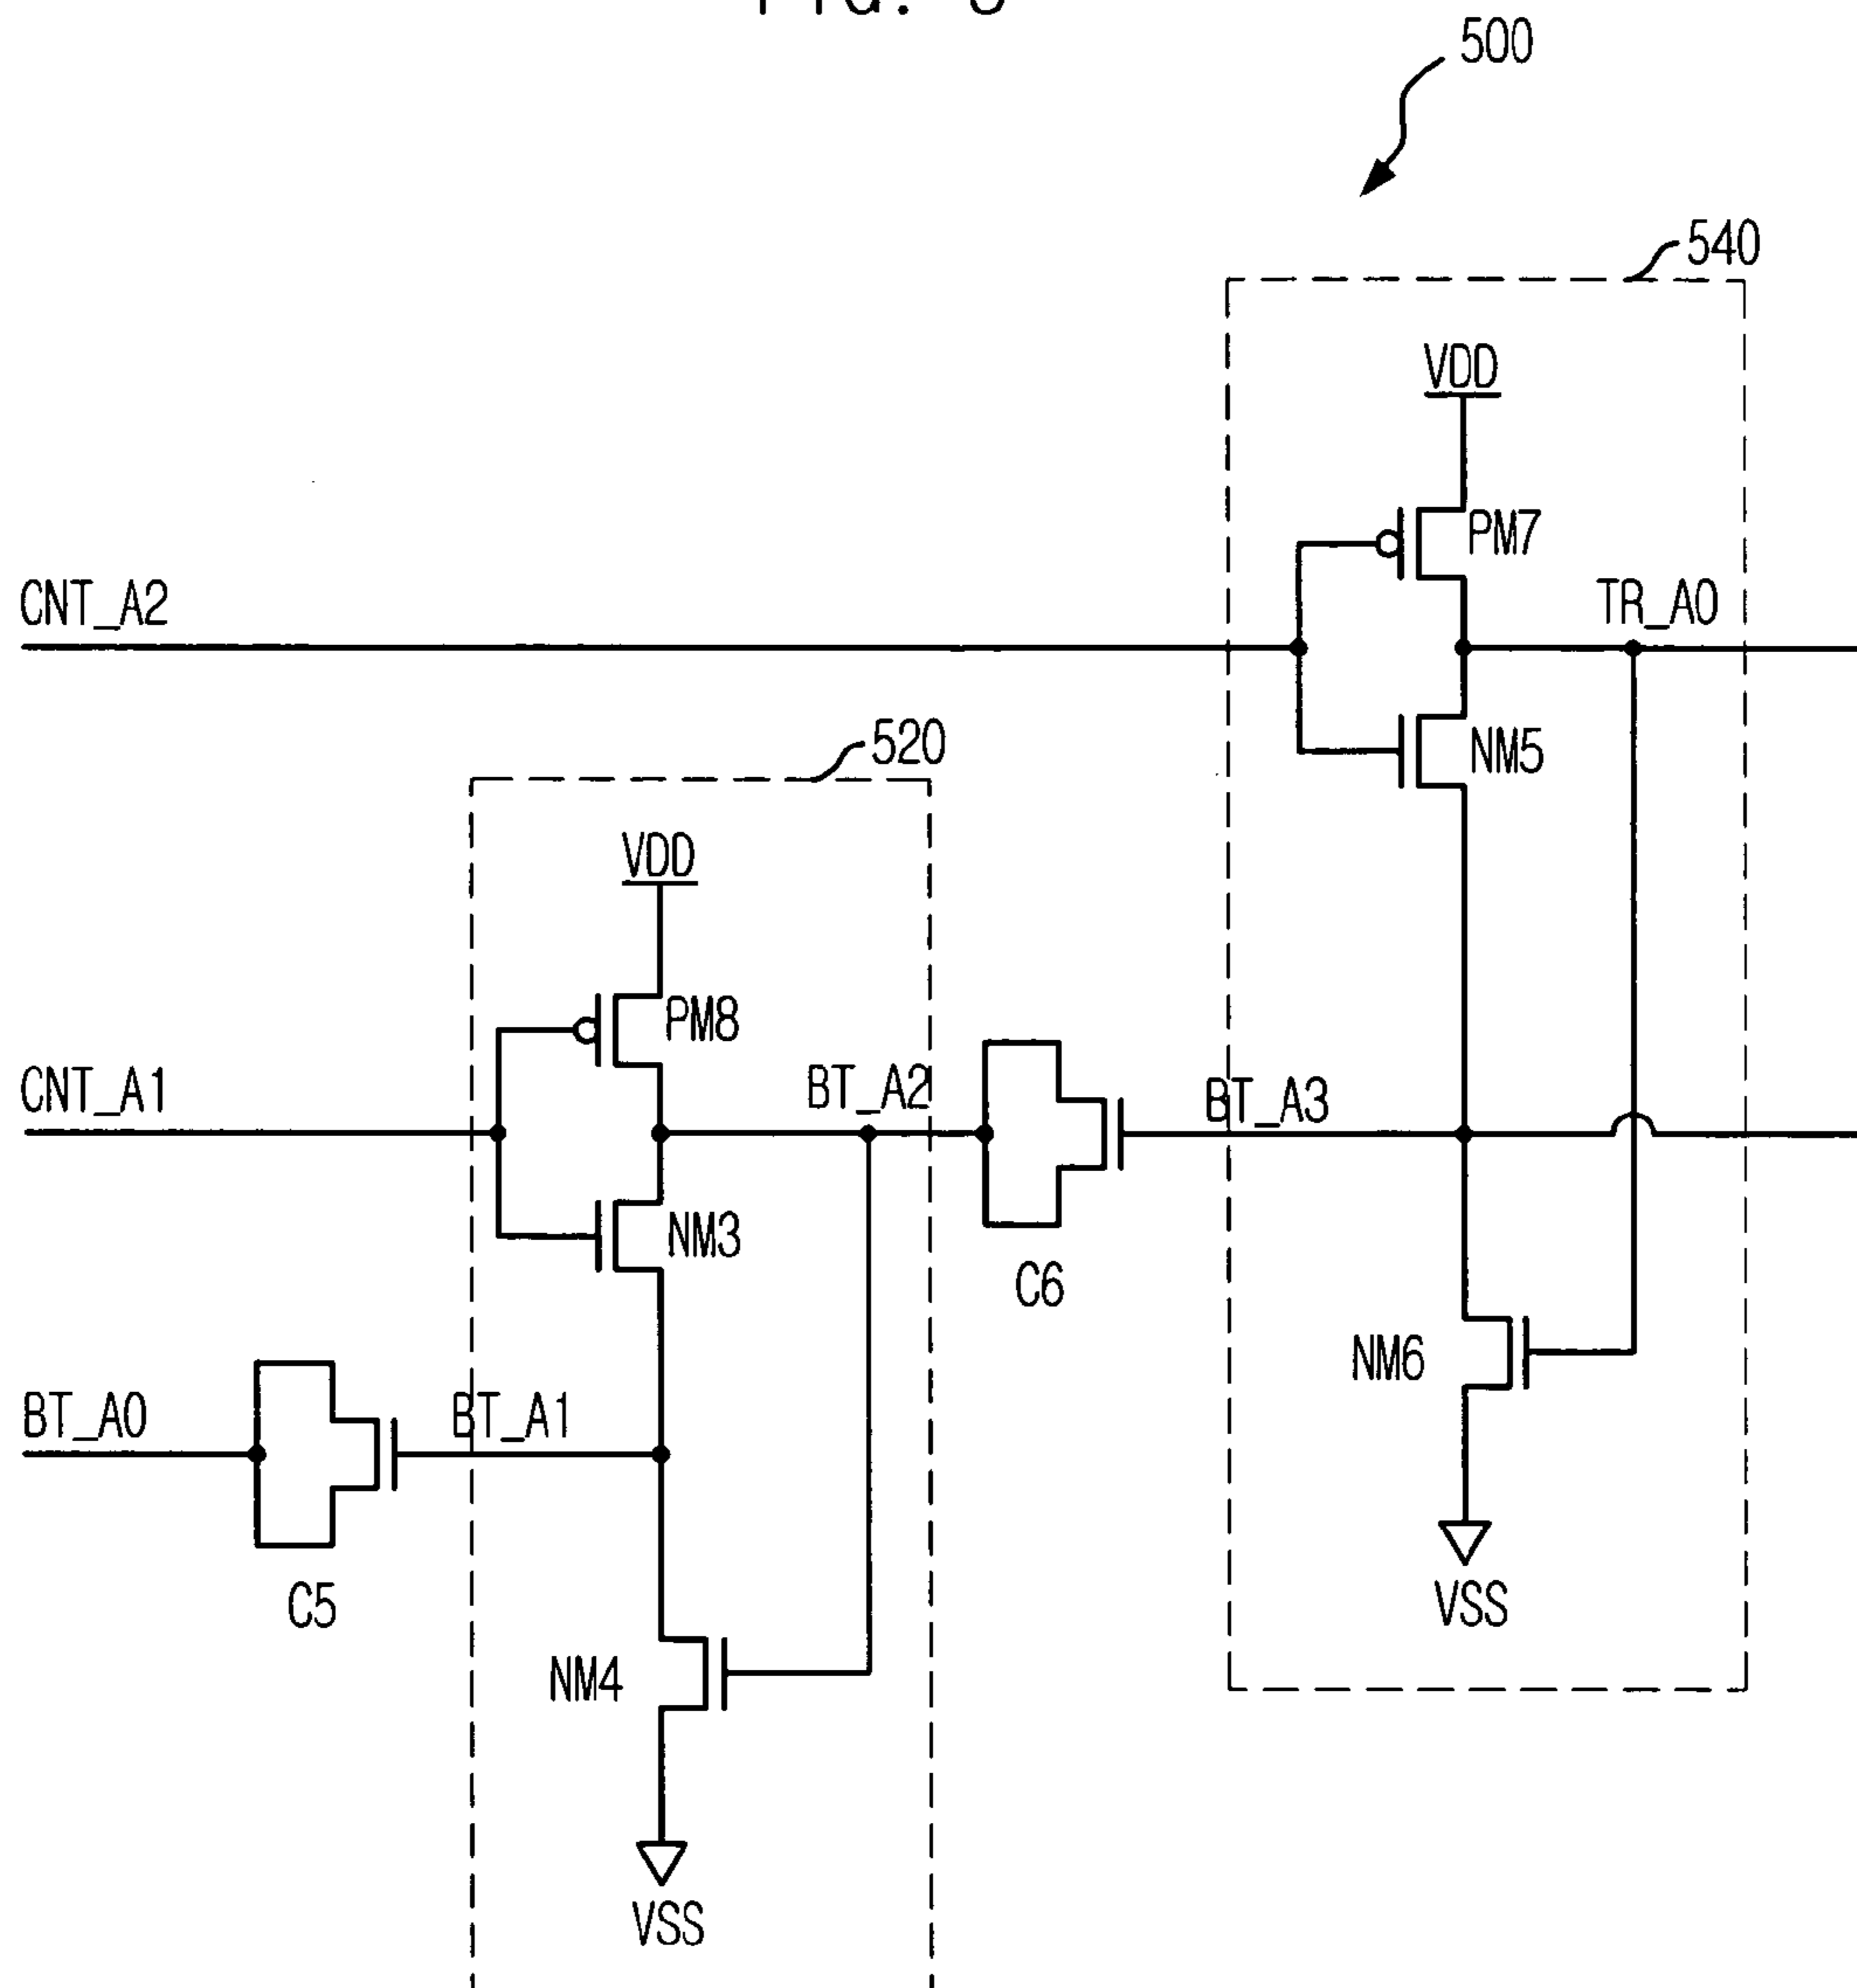 500
540
VDD
PM7
CNT_A2
TR_A0
520
NM5
VDD
PM8
CNT_A1
BT_A2
BT_A3
NM3
C6
NM6
BT_A0
BT_A1
C5
VSS
NM4
VSS